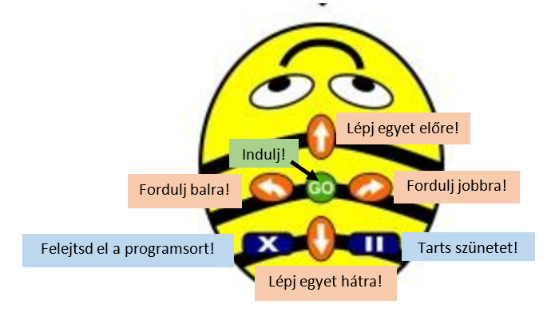 Lépj egyet előre!
Indulj!
Fordulj balra!
GO
Fordulj jobbra!
Felejtsd el a programsort!
X
Tarts szünetet!
Lépj egyet hátra!